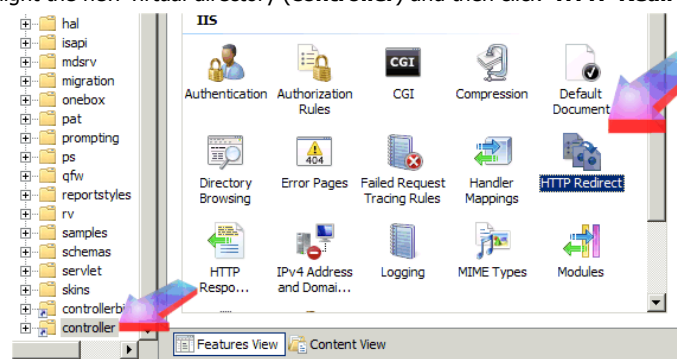 hal
isapi
mdsrv
migration
onebox
pat
prompting
ps
qfw
reportstyles
rv
samples
schemas
servlet
skins
controllerbi
controller
IIS
Authentication
Authorization
Rules
CGI
Compression
Default
Document
Directory
Browsing
404
Error Pages
Failed Request
Tracing Rules
Handler
Mappings
HTTP Redirect
HTTP
Respo...
IPv4 Address
and Domai...
Logging
MIME Types
Modules
Features View
Content View